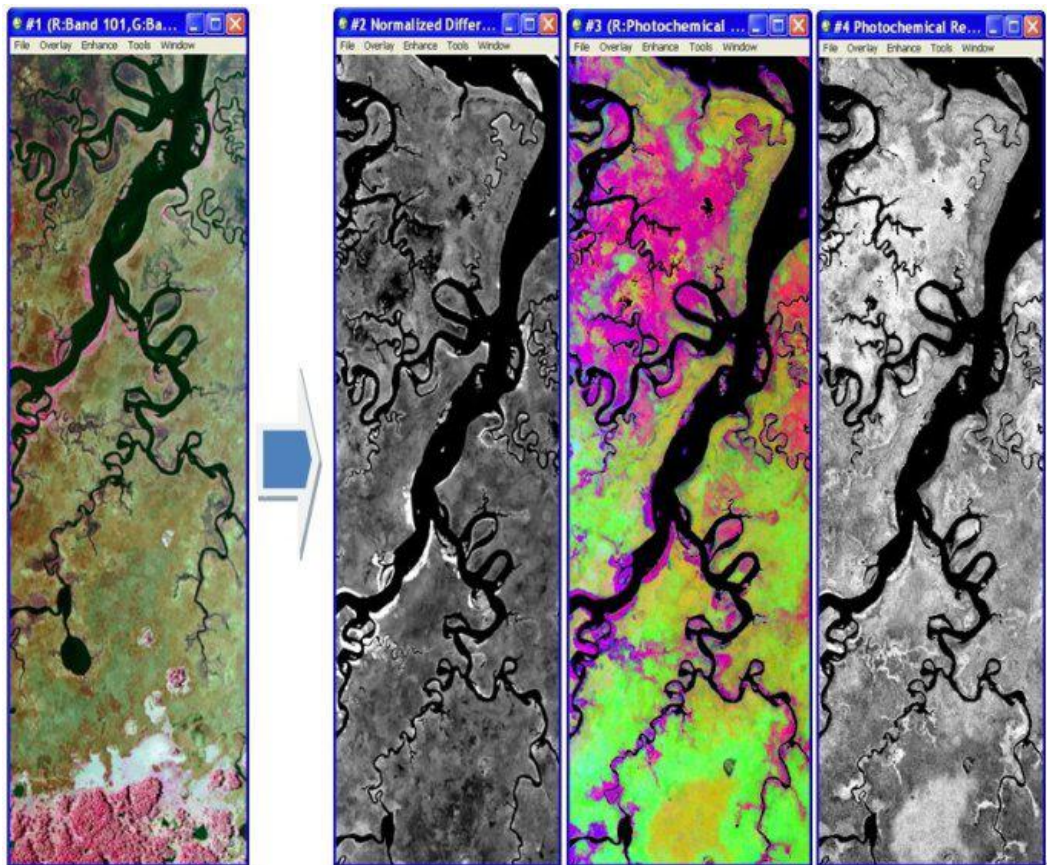 #1 (R:Band 101,G:Ba...
File Overlay Enhance Tools Window
#2 Normalized Differ...
File Overlay Enhance Tools Window
#3 (R:Photochemical ...
File Overlay Enhance Tools Window
#4 Photochemical Re...
File Overlay Enhance Tools Window